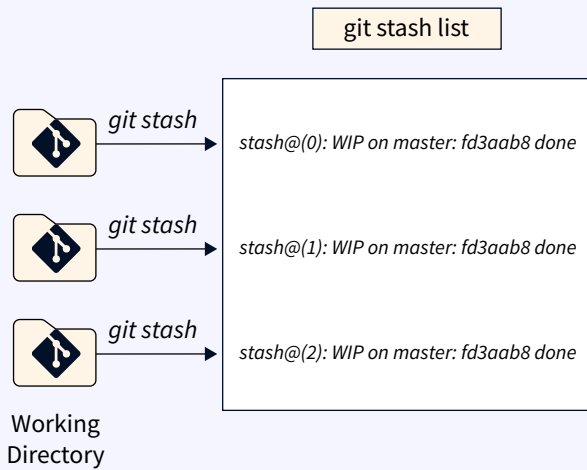 git stash list
git stash
stash@(0): WIP on master: fd3aab8 done
git stash
stash@(1): WIP on master: fd3aab8 done
git stash
stash@(2): WIP on master: fd3aab8 done
Working
Directory